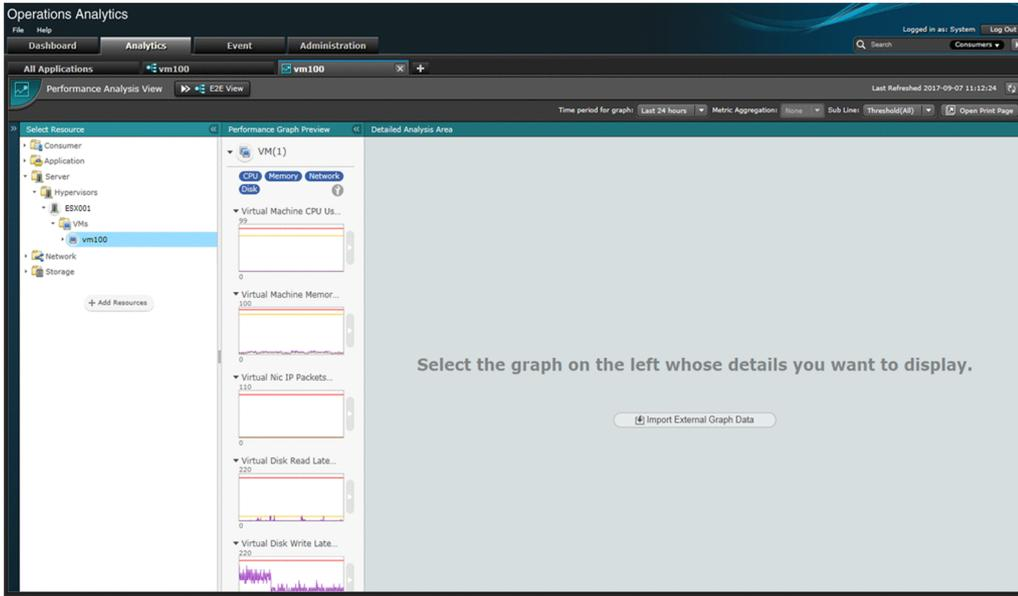 Operations Analytics
File Help
Logged in as: System Log Out
Dashboard Analytics Event Administration
Search Consumers
All Applications vm100 vm100 x +
Performance Analysis View E2E View
Last Refreshed 2017-09-07 11:12:24
Time period for graph: Last 24 hours Metric Aggregation: None Sub Line: Threshold(All) Open Print Page
Select Resource
Performance Graph Preview
Detailed Analysis Area
Consumer
Application
Server
Hypervisors
ESX001
VMs
vm100
Network
Storage
+ Add Resources
VM(1)
CPU Memory Network
Disk
Virtual Machine CPU Us...
99
0
Virtual Machine Memor...
100
0
Virtual Nic IP Packets...
110
0
Virtual Disk Read Late...
220
0
Virtual Disk Write Late...
220
Select the graph on the left whose details you want to display.
Import External Graph Data